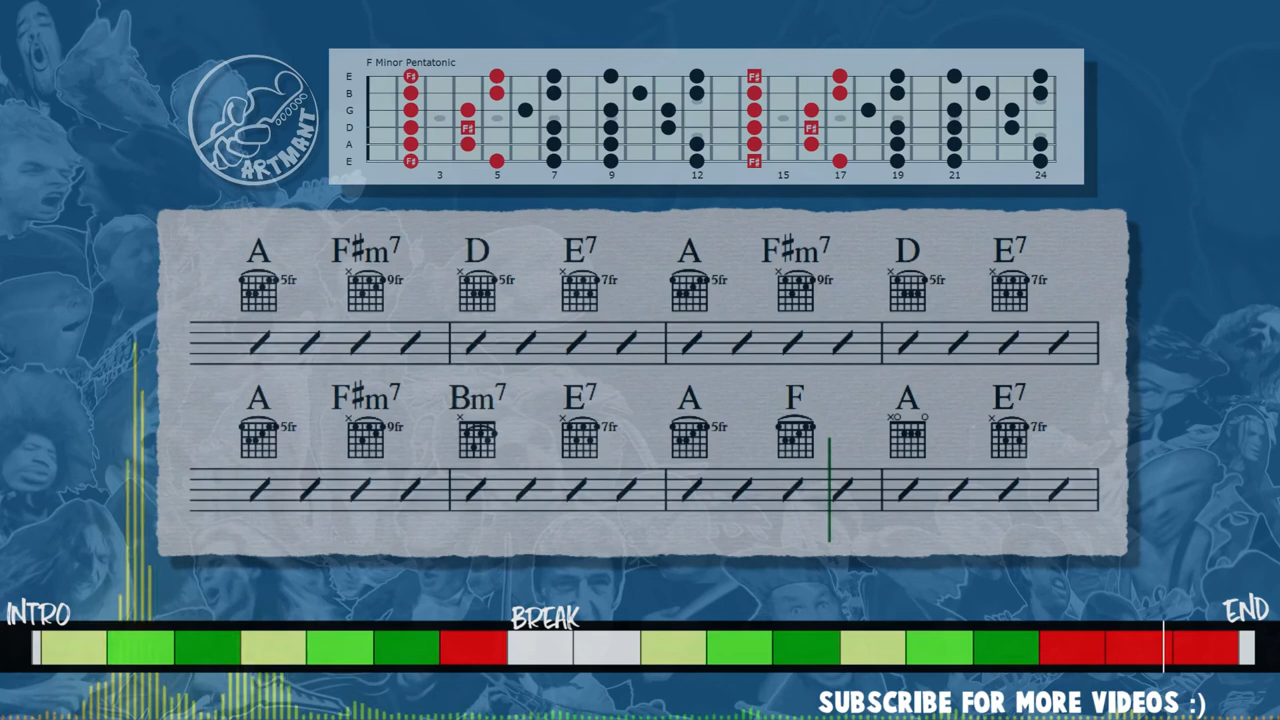 F Minor Pentatonic
E F♯ F♯
B
G
D F♯ F♯
A
E F♯ F♯
3 5 7 9 12 15 17 19 21 24
ARTMANT
A F♯m7 D E7 A F♯m7 D E7
× × × × × ×
5fr 9fr 5fr 7fr 5fr 9fr 5fr 7fr
A F♯m7 Bm7 E7 A F A E7
× × × ×○ ○ ×
5fr 9fr 7fr 5fr 7fr
INTRO BREAK END
SUBSCRIBE FOR MORE VIDEOS :)